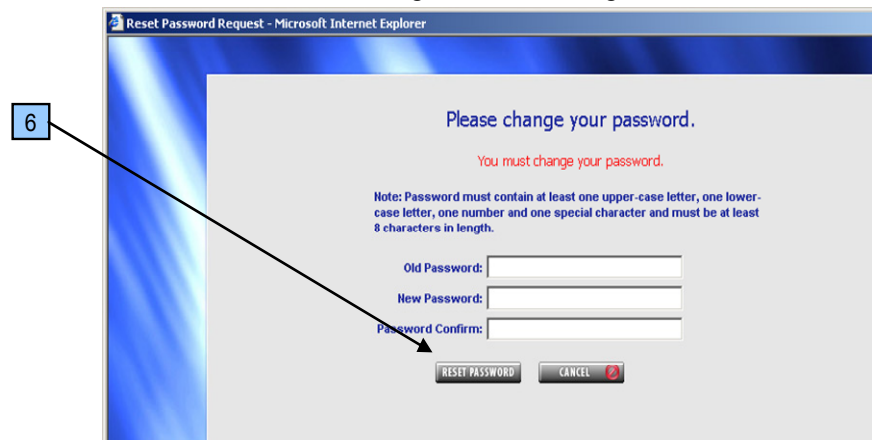 Reset Password Request - Microsoft Internet Explorer
6
Please change your password.
You must change your password.
Note: Password must contain at least one upper-case letter, one lower-
case letter, one number and one special character and must be at least
8 characters in length.
Old Password:
New Password:
Password Confirm:
RESET PASSWORD CANCEL